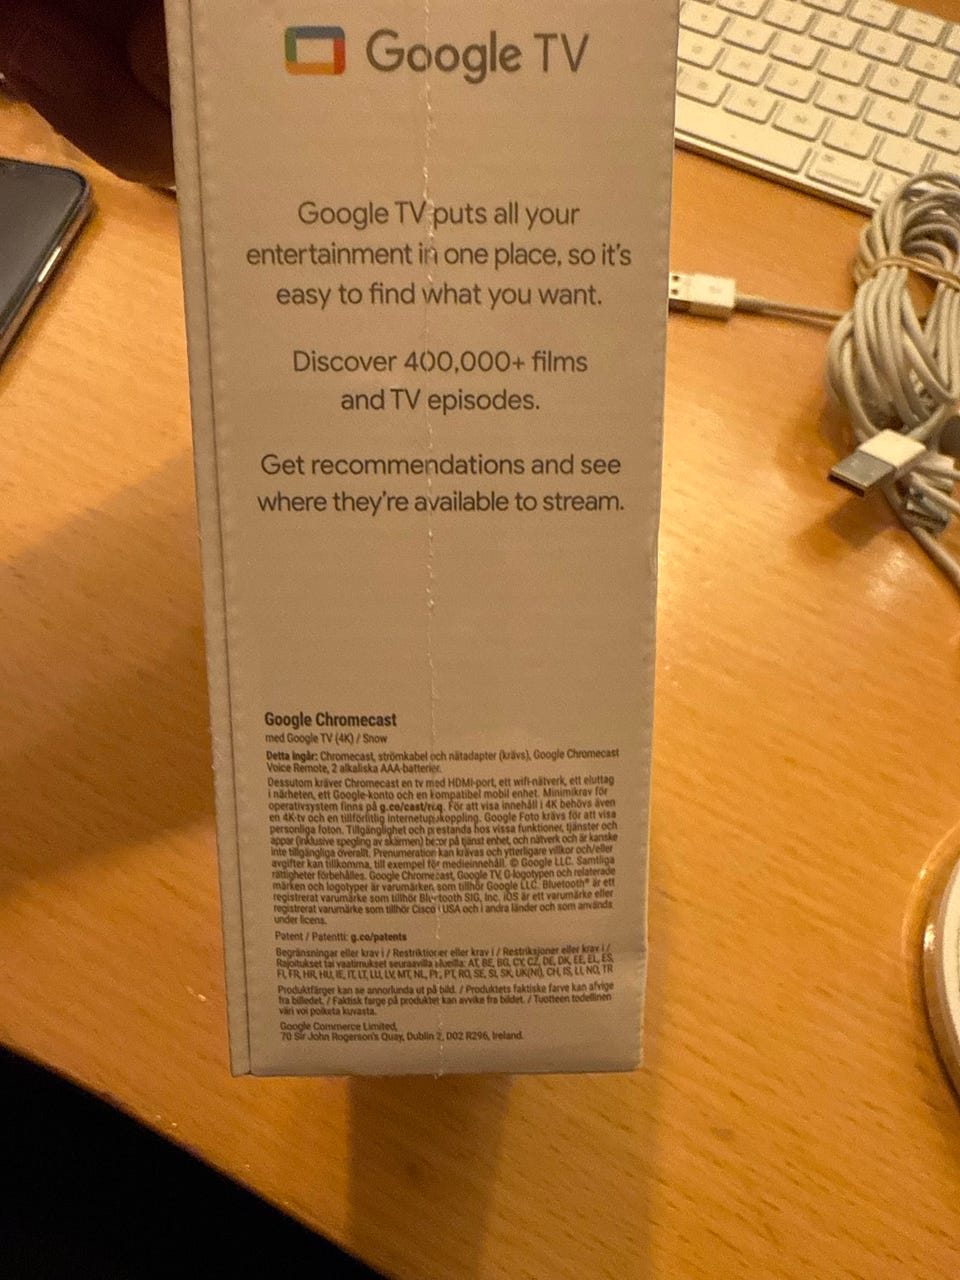 Google TV
Google TV puts all your
entertainment in one place, so it's
easy to find what you want.
Discover 400,000+ films
and TV episodes.
Get recommendations and see
where they're available to stream.
Google Chromecast
med Google TV (4K) / Snow
Detta ingår: Chromecast, strömkabel och nätadapter (krävs), Google Chromecast
Voice Remote, 2 alkaliska AAA-batterier.
Dessutom kräver Chromecast en tv med HDMI-port, ett wifi-nätverk, ett eluttag
i närheten, ett Google-konto och en kompatibel mobil enhet. Minimikrav för
operativsystem finns på g.co/cast/req. För att visa innehåll i 4K behövs även
en 4K-tv och en tillförlitlig internetuppkoppling. Google Foto krävs för att visa
personliga foton. Tillgänglighet och prestanda hos vissa funktioner, tjänster och
appar (inklusive spegling av skärmen) beror på tjänst enhet, och nätverk och är kanske
inte tillgängliga överallt. Prenumeration kan krävas och ytterligare villkor och/eller
avgifter kan tillkomma, till exempel för medieinnehåll. © Google LLC. Samtliga
rättigheter förbehålles. Google Chromecast, Google TV, G-logotypen och relaterade
märken och logotyper är varumärken, som tillhör Google LLC. Bluetooth® är ett
registrerat varumärke som tillhör Bluetooth SIG, Inc. iOS är ett varumärke eller
registrerat varumärke som tillhör Cisco i USA och i andra länder och som används
under licens.
Patent / Patentti: g.co/patents
Begränsningar eller krav i / Restriktioner eller krav i / Restriksjoner eller krav i /
Rajoitukset tai vaatimukset seuraavilla alueilla: AT, BE, BG, CY, CZ, DE, DK, EE, EL, ES,
FI, FR, HR, HU, IE, IT, LT, LU, LV, MT, NL, PL, PT, RO, SE, SI, SK, UK(NI), CH, IS, LI, NO, TR
Produktfärger kan se annorlunda ut på bild. / Produktets faktiske farve kan afvige
fra billedet. / Faktisk farge på produktet kan avvike fra bildet. / Tuotteen todellinen
väri voi poiketa kuvasta.
Google Commerce Limited,
70 Sir John Rogerson's Quay, Dublin 2, D02 R296, Ireland.